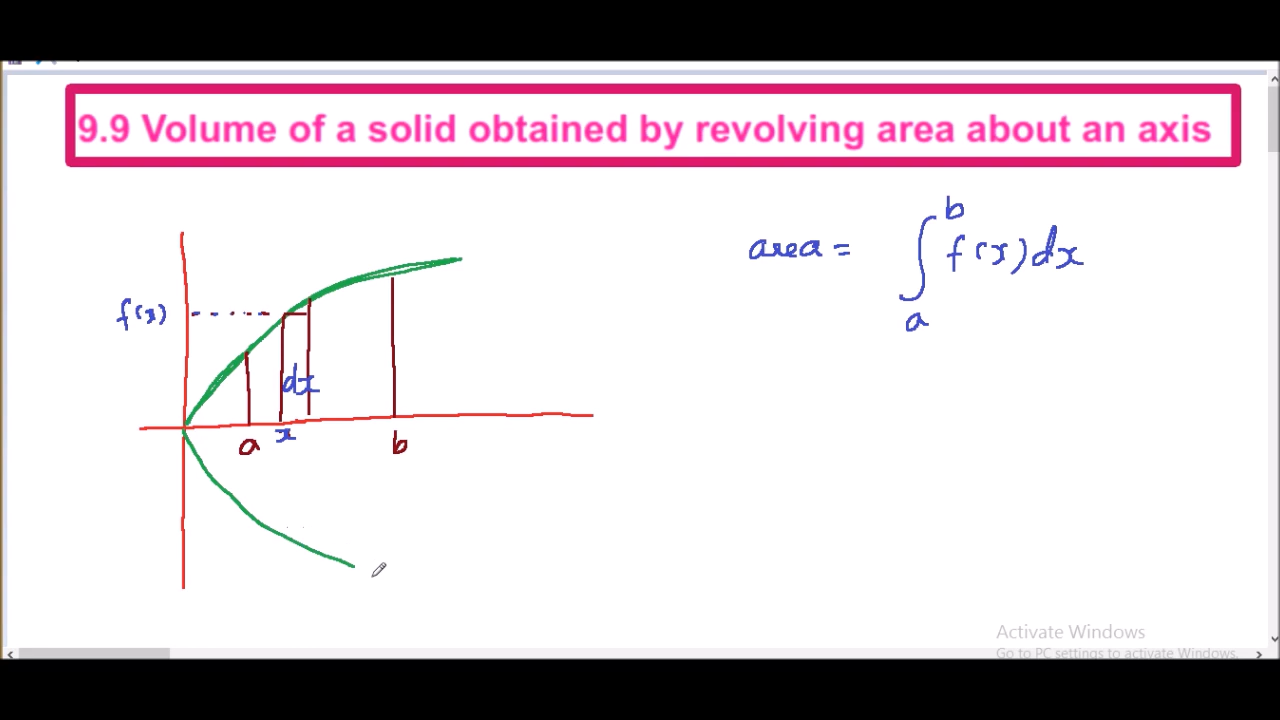 9.9 Volume of a solid obtained by revolving area about an axis
b
area = ∫ f(x) dx
a
f(x)
dx
x
a
b
Activate Windows
Go to PC settings to activate Windows.